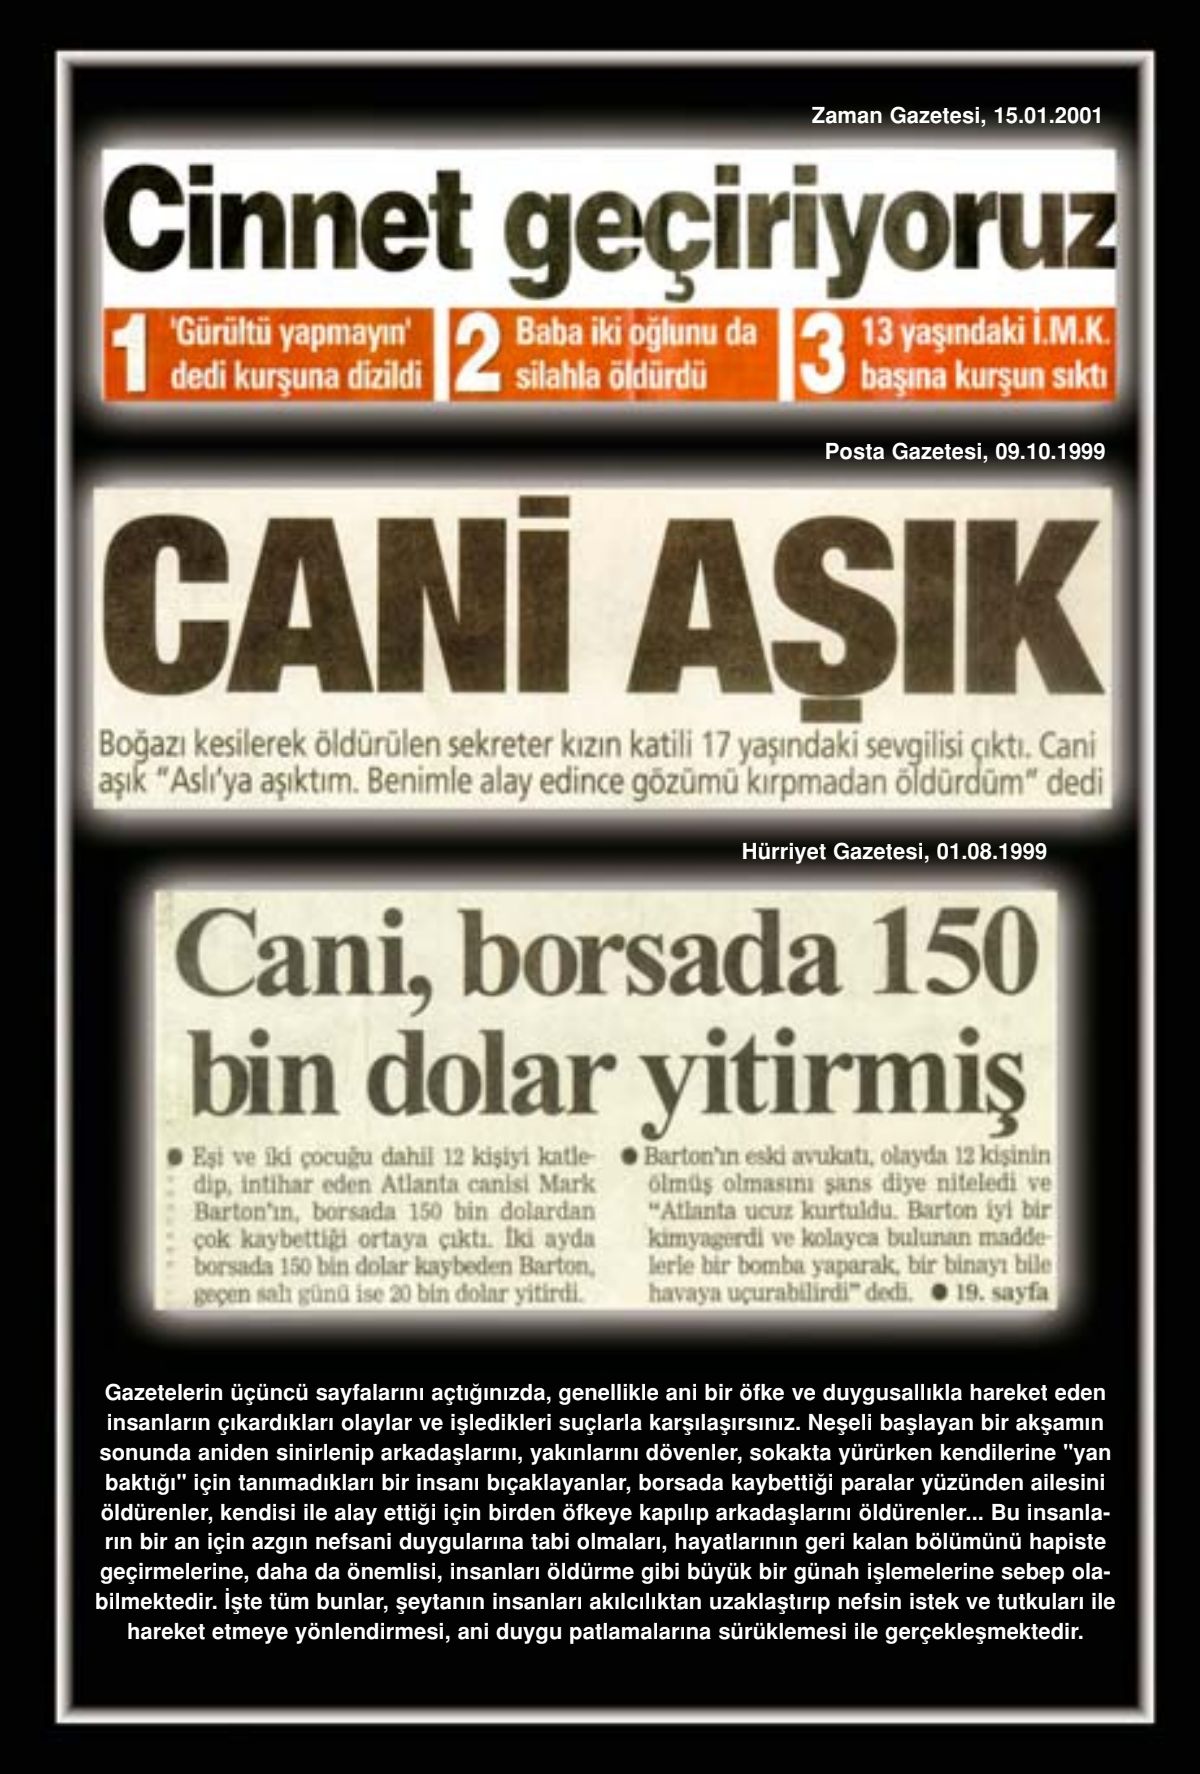 Zaman Gazetesi, 15.01.2001
Cinnet geçiriyoruz
1 'Gürültü yapmayın' dedi kurşuna dizildi
2 Baba iki oğlunu da silahla öldürdü
3 13 yaşındaki İ.M.K. başına kurşun sıktı
Posta Gazetesi, 09.10.1999
CANİ AŞIK
Boğazı kesilerek öldürülen sekreter kızın katili 17 yaşındaki sevgilisi çıktı. Cani
aşık “Aslı'ya aşıktım. Benimle alay edince gözümü kırpmadan öldürdüm” dedi
Hürriyet Gazetesi, 01.08.1999
Cani, borsada 150
bin dolar yitirmiş
● Eşi ve iki çocuğu dahil 12 kişiyi katle-
dip, intihar eden Atlanta canisi Mark
Barton'ın, borsada 150 bin dolardan
çok kaybettiği ortaya çıktı. İki ayda
borsada 150 bin dolar kaybeden Barton,
geçen salı günü ise 20 bin dolar yitirdi.
● Barton'ın eski avukatı, olayda 12 kişinin
ölmüş olmasını şans diye niteledi ve
“Atlanta ucuz kurtuldu. Barton iyi bir
kimyagerdi ve kolayca bulunan madde-
lerle bir bomba yaparak, bir binayı bile
havaya uçurabilirdi” dedi. ● 19. sayfa
Gazetelerin üçüncü sayfalarını açtığınızda, genellikle ani bir öfke ve duygusallıkla hareket eden
insanların çıkardıkları olaylar ve işledikleri suçlarla karşılaşırsınız. Neşeli başlayan bir akşamın
sonunda aniden sinirlenip arkadaşlarını, yakınlarını dövenler, sokakta yürürken kendilerine "yan
baktığı" için tanımadıkları bir insanı bıçaklayanlar, borsada kaybettiği paralar yüzünden ailesini
öldürenler, kendisi ile alay ettiği için birden öfkeye kapılıp arkadaşlarını öldürenler... Bu insanla-
rın bir an için azgın nefsani duygularına tabi olmaları, hayatlarının geri kalan bölümünü hapiste
geçirmelerine, daha da önemlisi, insanları öldürme gibi büyük bir günah işlemelerine sebep ola-
bilmektedir. İşte tüm bunlar, şeytanın insanları akılcılıktan uzaklaştırıp nefsin istek ve tutkuları ile
hareket etmeye yönlendirmesi, ani duygu patlamalarına sürüklemesi ile gerçekleşmektedir.